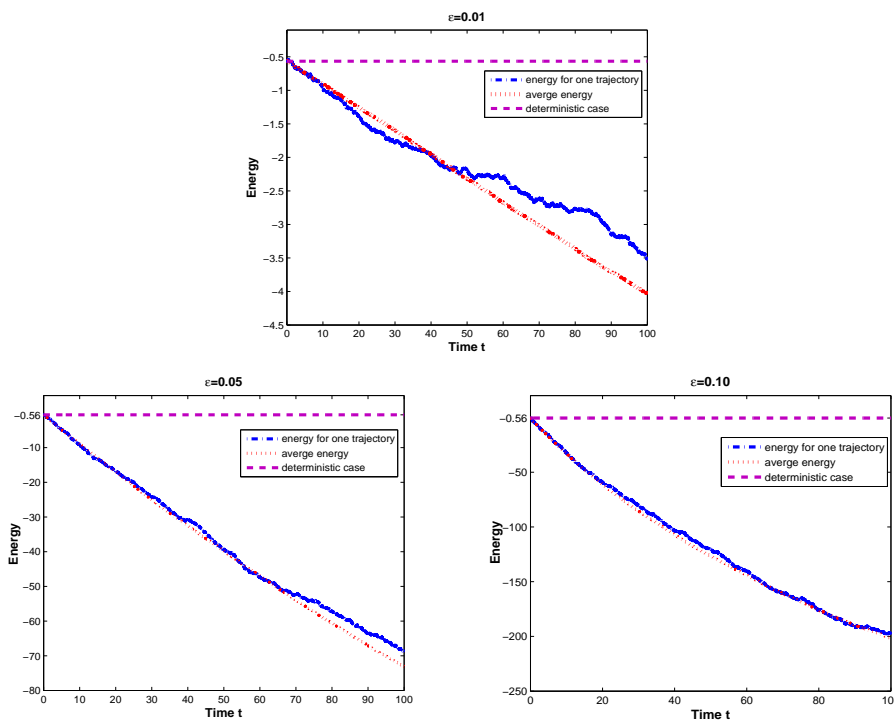 ε=0.01
−0.5
−1
−1.5
−2
−2.5
−3
−3.5
−4
−4.5
Energy
energy for one trajectory
averge energy
deterministic case
0 10 20 30 40 50 60 70 80 90 100
Time t
ε=0.05
−0.56
−10
−20
−30
−40
−50
−60
−70
−80
Energy
energy for one trajectory
averge energy
deterministic case
0 10 20 30 40 50 60 70 80 90 100
Time t
ε=0.10
−0.56
−50
−100
−150
−200
−250
Energy
energy for one trajectory
averge energy
deterministic case
0 20 40 60 80 100
Time t